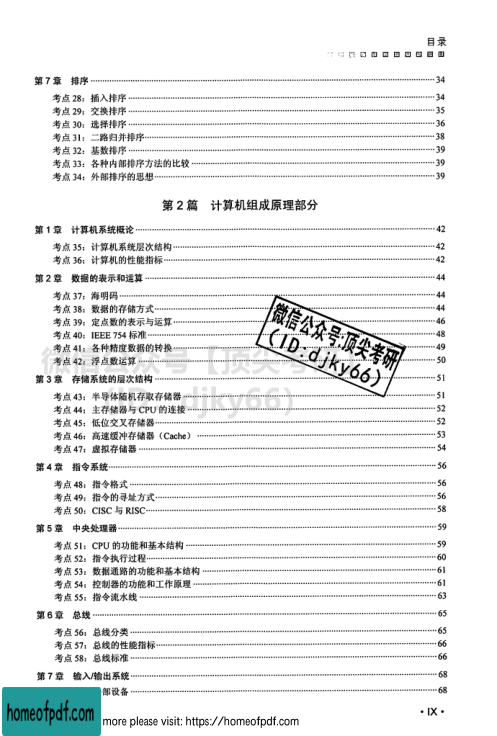 目录
第7章 排序 34
考点28：插入排序 34
考点29：交换排序 35
考点30：选择排序 36
考点31：二路归并排序 38
考点32：基数排序 39
考点33：各种内部排序方法的比较 39
考点34：外部排序的思想 39
第2篇 计算机组成原理部分
第1章 计算机系统概论 42
考点35：计算机系统层次结构 42
考点36：计算机的性能指标 42
第2章 数据的表示和运算 44
考点37：海明码 44
考点38：数据的存储方式 44
考点39：定点数的表示与运算 46
考点40：IEEE 754 标准 48
考点41：各种精度数据的转换 49
考点42：浮点数运算 50
微信公众号:顶尖考研
(ID:djky66)
微信公众号【顶尖考研】
(ID:djky66)
第3章 存储系统的层次结构 51
考点43：半导体随机存取存储器 51
考点44：主存储器与 CPU 的连接 52
考点45：低位交叉存储器 52
考点46：高速缓冲存储器（Cache） 53
考点47：虚拟存储器 54
第4章 指令系统 56
考点48：指令格式 56
考点49：指令的寻址方式 56
考点50：CISC 与 RISC 58
第5章 中央处理器 59
考点51：CPU 的功能和基本结构 59
考点52：指令执行过程 60
考点53：数据通路的功能和基本结构 61
考点54：控制器的功能和工作原理 61
考点55：指令流水线 63
第6章 总线 65
考点56：总线分类 65
考点57：总线的性能指标 66
考点58：总线标准 66
第7章 输入/输出系统 68
部设备 68
·IX·
homeofpdf.com
more please visit: https://homeofpdf.com